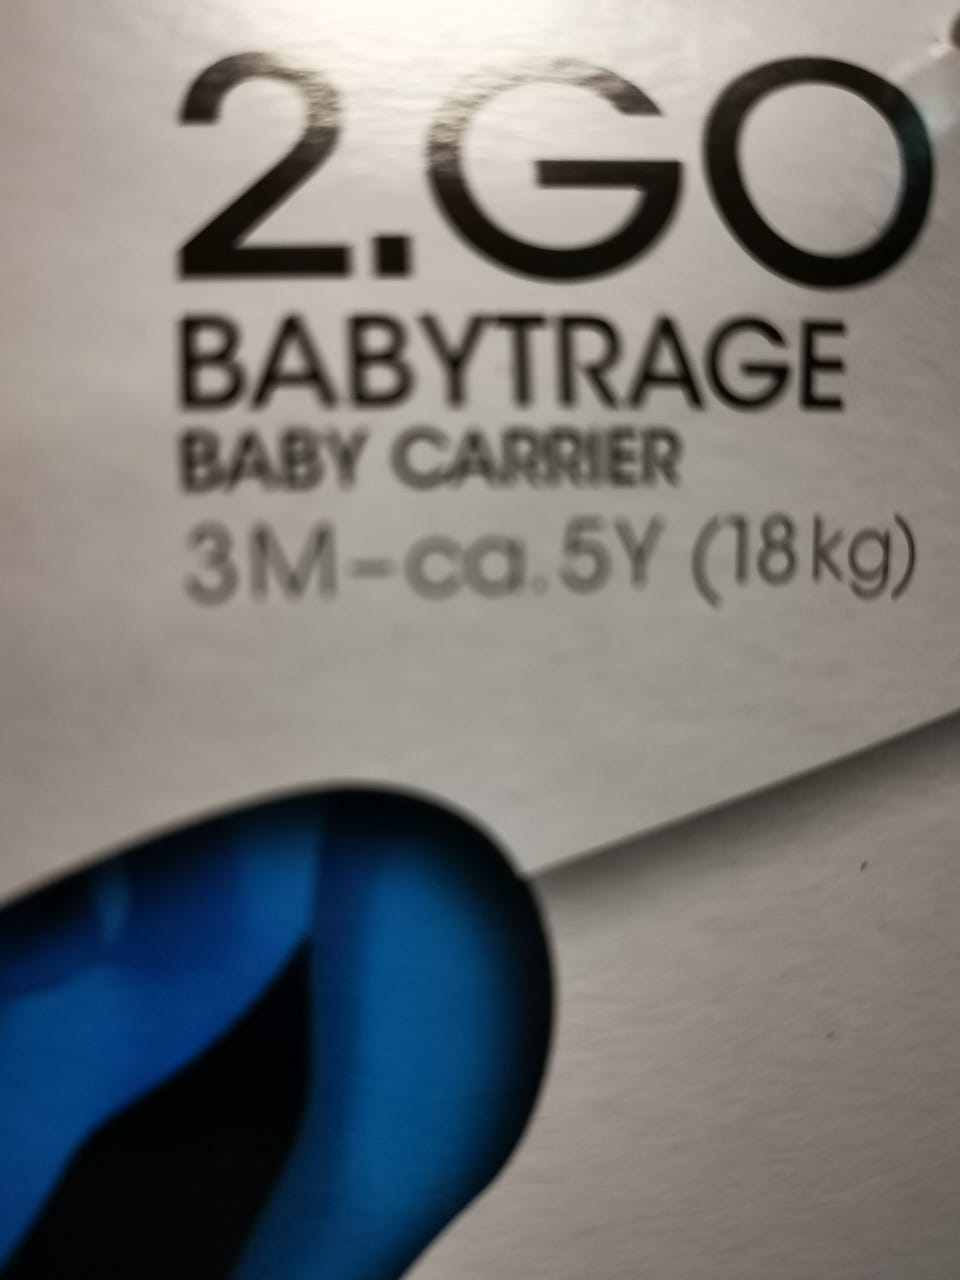 2.GO
BABYTRAGE
BABY CARRIER
3M-ca.5Y (18kg)